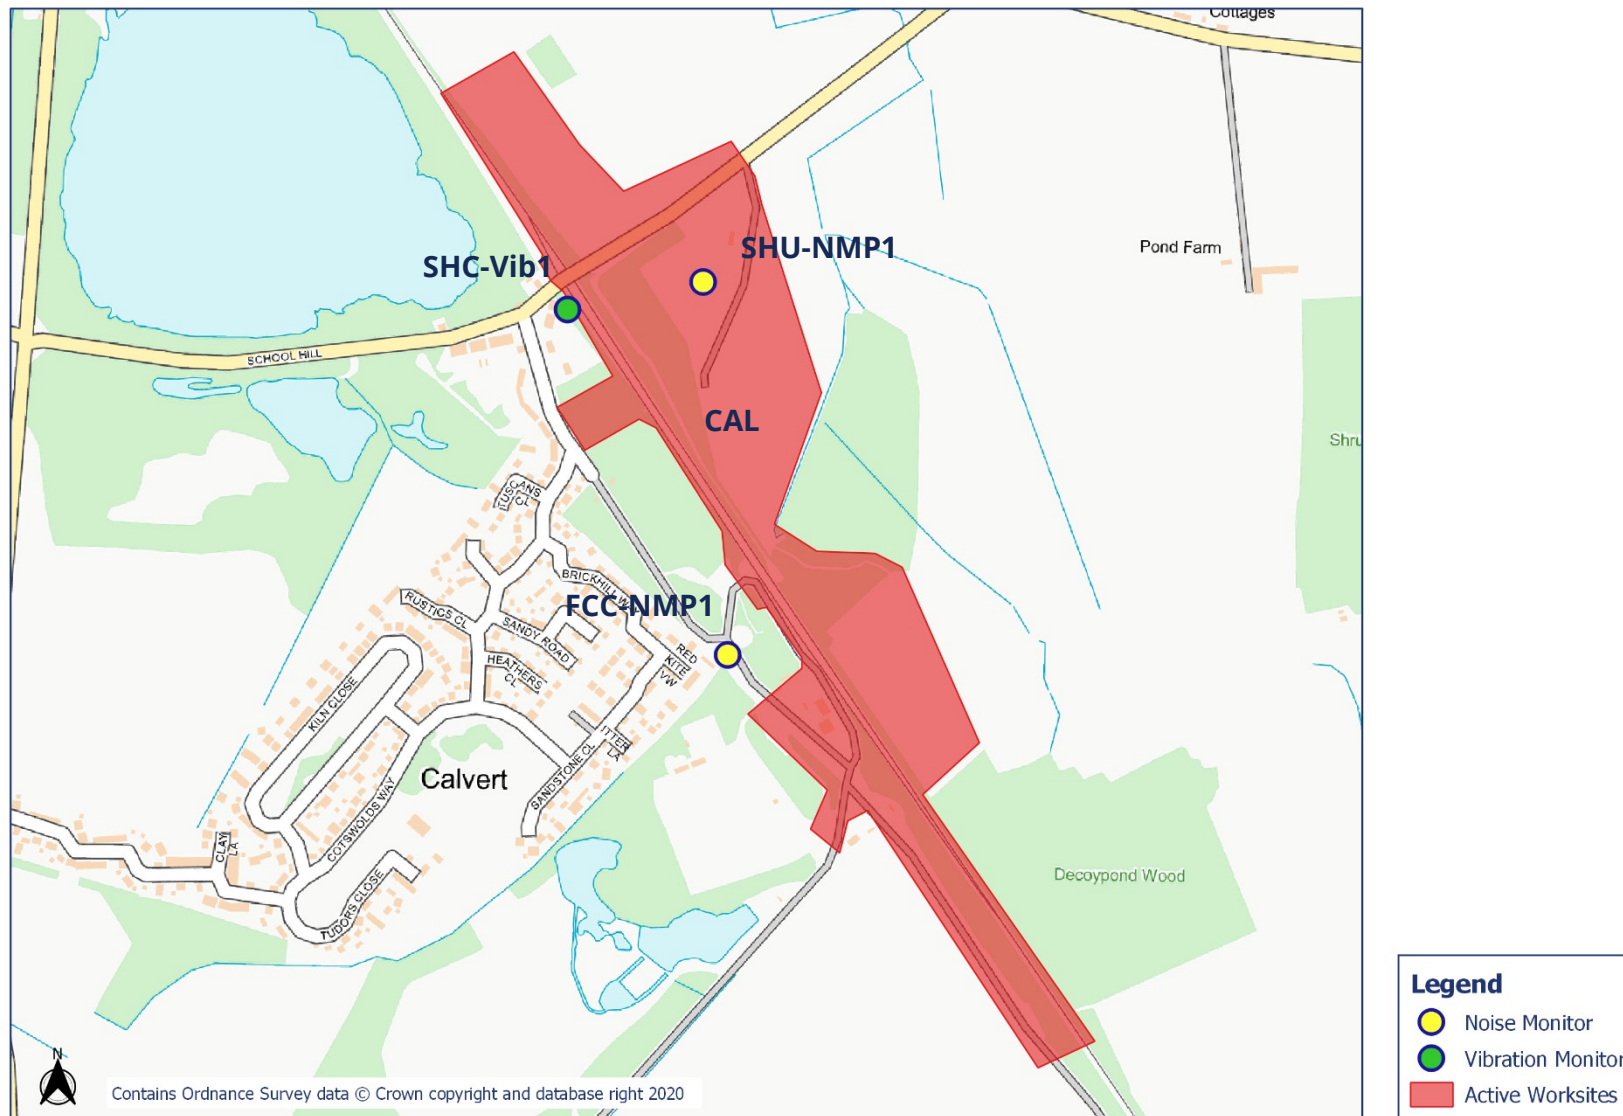 Cottages
SHU-NMP1
Pond Farm
SHC-Vib1
SCHOOL HILL
CAL
Shru
TUSCANS
CL
BRICKHILL W
FCC-NMP1
RUSTICS CL
SANDY ROAD
RED
KITE
VW
HEATHERS
CL
KILN CLOSE
ITTER
LA
SANDSTONE CL
Calvert
COTSWOLDS WAY
CLAY
LA
Decoypond Wood
TUDORS CLOSE
N
Contains Ordnance Survey data © Crown copyright and database right 2020
Legend
Noise Monitor
Vibration Monitor
Active Worksites